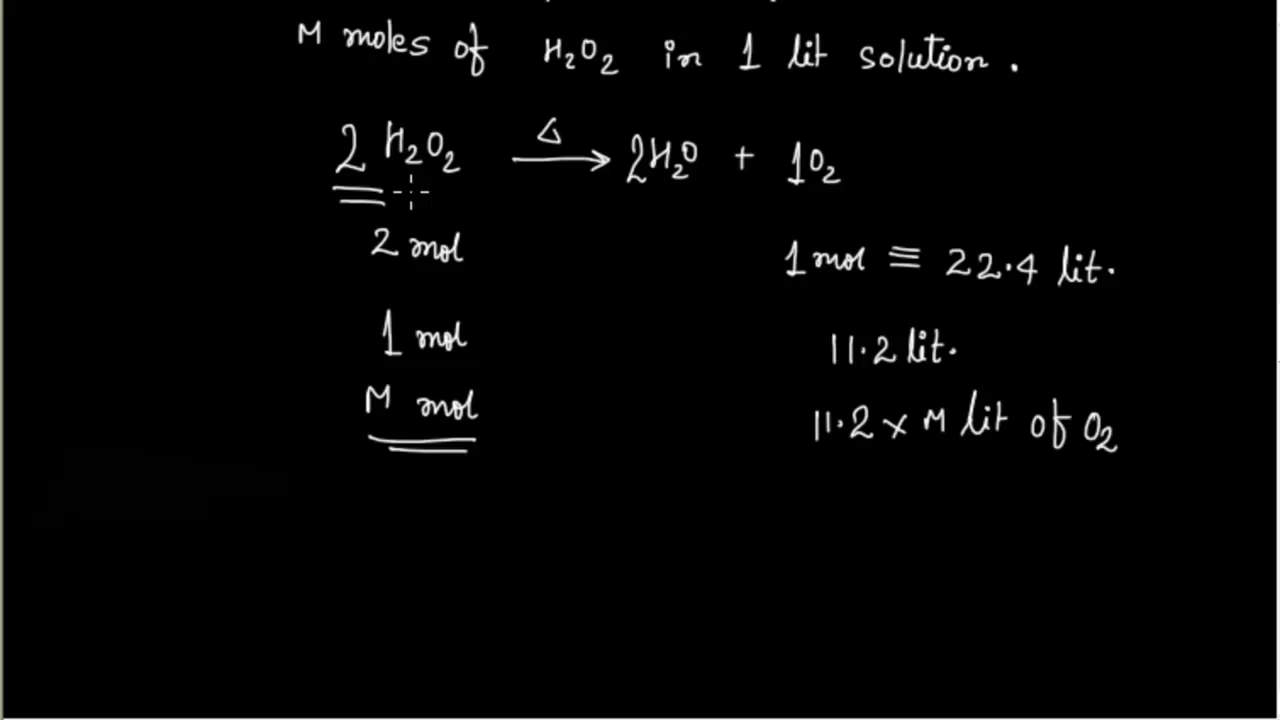 M moles of H₂O₂ in 1 lit solution.
2 H₂O₂ —Δ→ 2H₂O + 1O₂
2 mol
1 mol ≡ 22.4 lit.
1 mol 11.2 lit.
M mol 11.2 × M lit of O₂